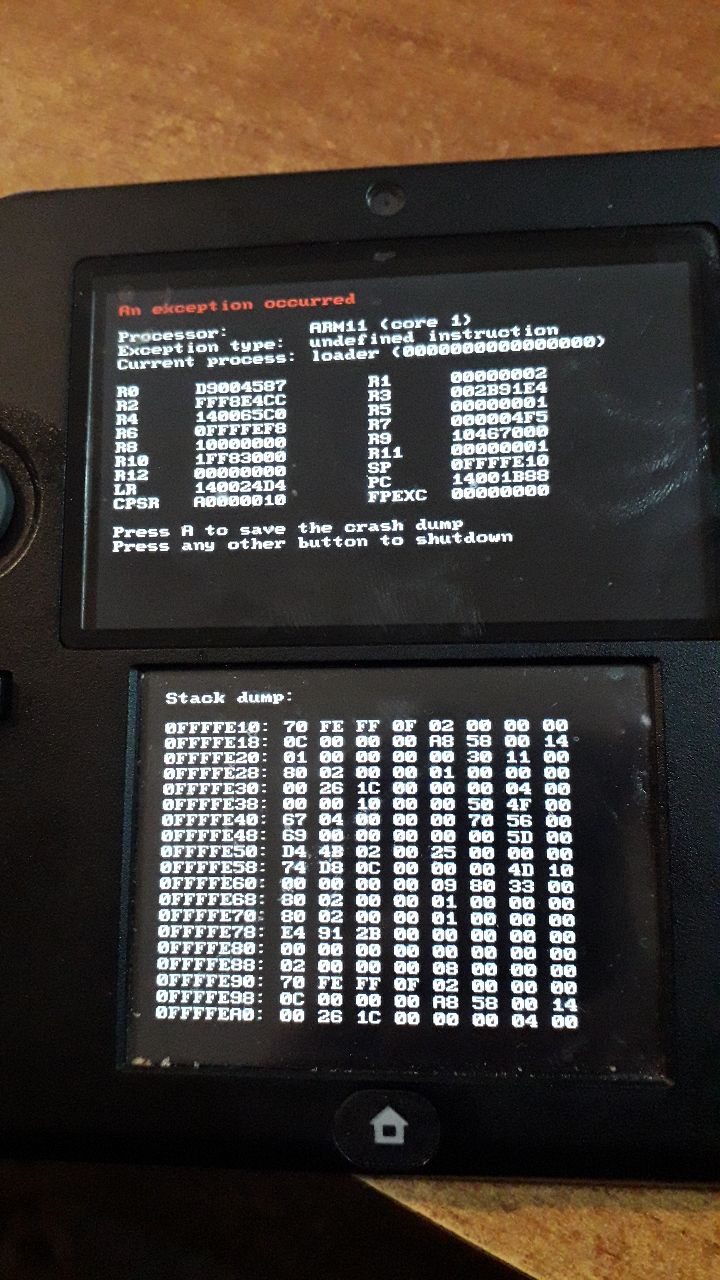 An exception occurred
Processor: ARM11 (core 1)
Exception type: undefined instruction
Current process: loader (0000000000000000)
R0 D9004587 R1 00000002
R2 FFF8E4CC R3 002B91E4
R4 140065C0 R5 00000001
R6 0FFFFEF8 R7 000004F5
R8 10000000 R9 10467000
R10 1FF83000 R11 00000001
R12 00000000 SP 0FFFFE10
LR 140024D4 PC 14001B88
CPSR A0000010 FPEXC 00000000
Press A to save the crash dump
Press any other button to shutdown
Stack dump:
0FFFFE10: 70 FE FF 0F 02 00 00 00
0FFFFE18: 0C 00 00 00 A8 58 00 14
0FFFFE20: 01 00 00 00 00 30 11 00
0FFFFE28: 80 02 00 00 01 00 00 00
0FFFFE30: 00 26 1C 00 00 00 04 00
0FFFFE38: 00 00 10 00 00 50 4F 00
0FFFFE40: 67 04 00 00 00 70 56 00
0FFFFE48: 69 00 00 00 00 00 5D 00
0FFFFE50: D4 4B 02 00 25 00 00 00
0FFFFE58: 74 D8 0C 00 00 00 4D 10
0FFFFE60: 00 00 00 00 09 80 33 00
0FFFFE68: 80 02 00 00 01 00 00 00
0FFFFE70: 80 02 00 00 01 00 00 00
0FFFFE78: E4 91 2B 00 00 00 00 00
0FFFFE80: 00 00 00 00 00 00 00 00
0FFFFE88: 02 00 00 00 08 00 00 00
0FFFFE90: 70 FE FF 0F 02 00 00 00
0FFFFE98: 0C 00 00 00 A8 58 00 14
0FFFFEA0: 00 26 1C 00 00 00 04 00